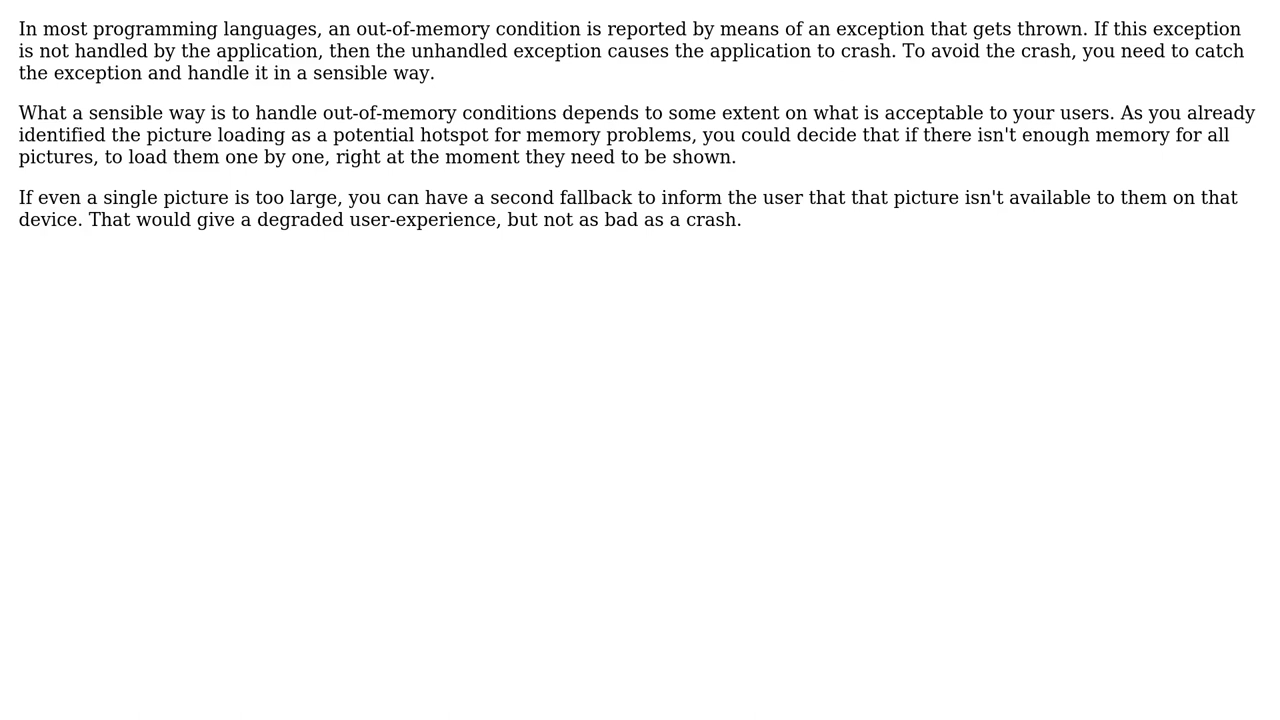 In most programming languages, an out-of-memory condition is reported by means of an exception that gets thrown. If this exception
is not handled by the application, then the unhandled exception causes the application to crash. To avoid the crash, you need to catch
the exception and handle it in a sensible way.
What a sensible way is to handle out-of-memory conditions depends to some extent on what is acceptable to your users. As you already
identified the picture loading as a potential hotspot for memory problems, you could decide that if there isn't enough memory for all
pictures, to load them one by one, right at the moment they need to be shown.
If even a single picture is too large, you can have a second fallback to inform the user that that picture isn't available to them on that
device. That would give a degraded user-experience, but not as bad as a crash.